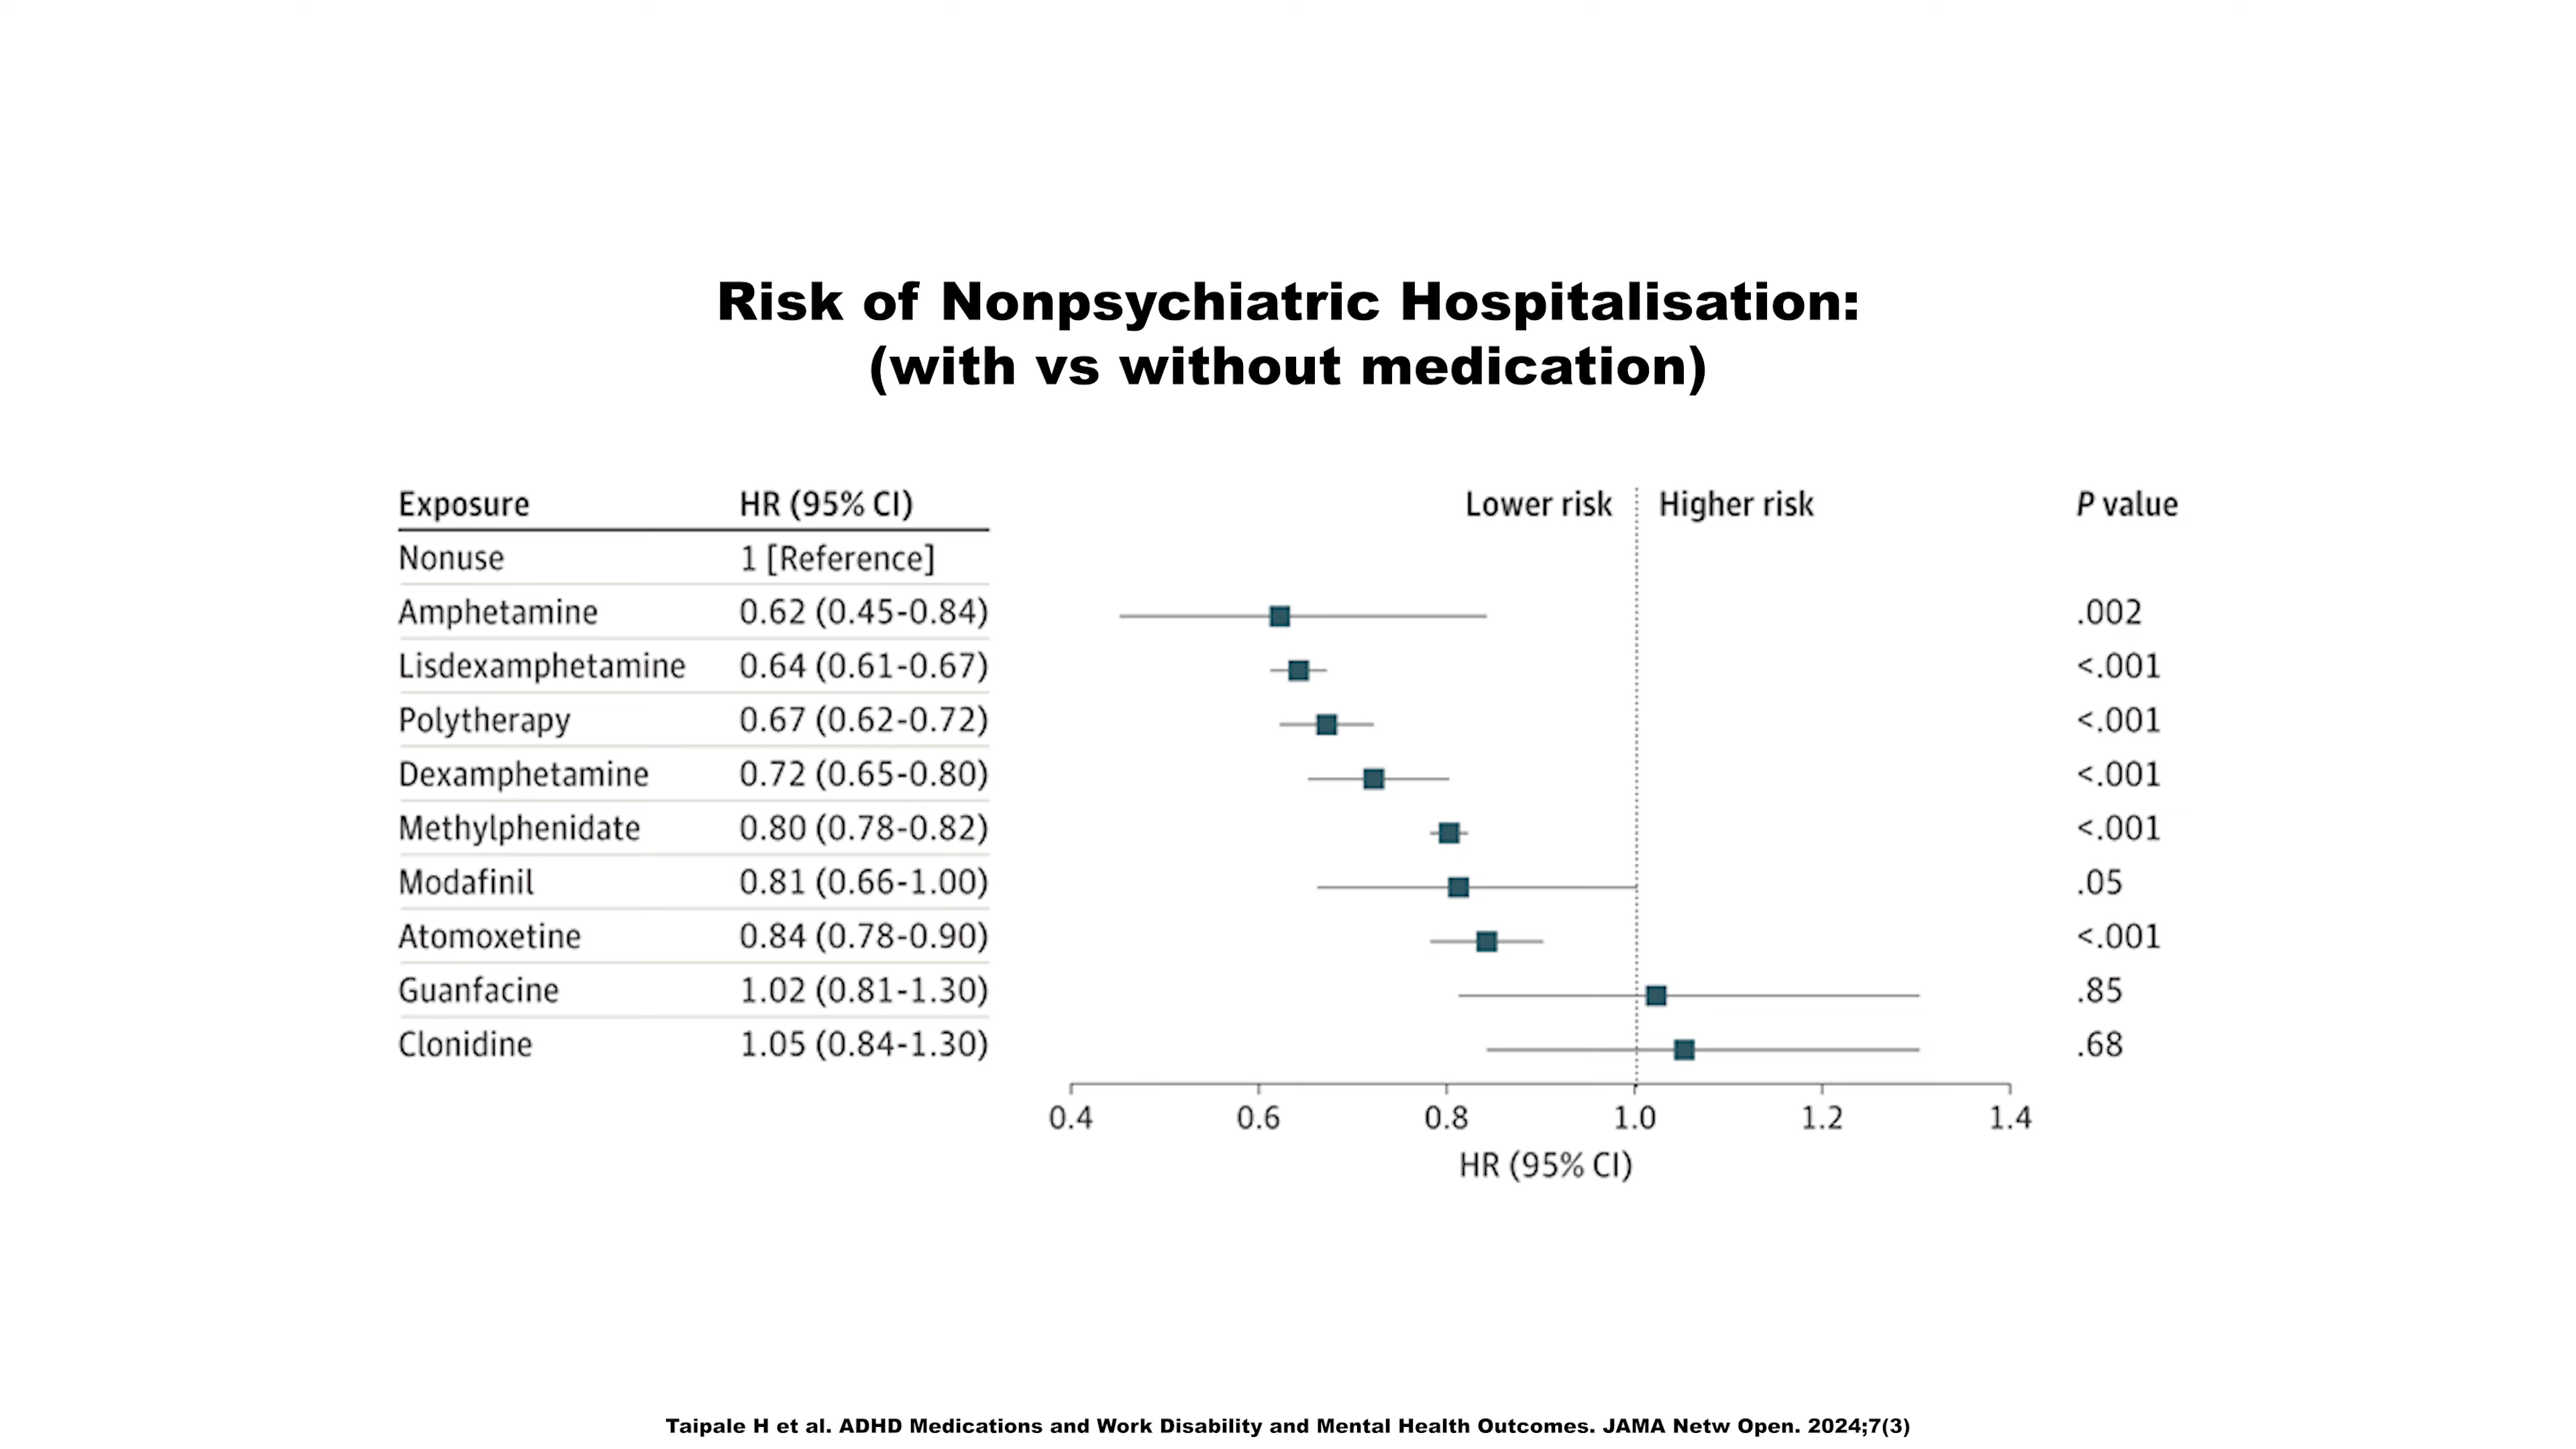 Risk of Nonpsychiatric Hospitalisation:
(with vs without medication)
Exposure HR (95% CI) Lower risk Higher risk P value
Nonuse 1 [Reference]
Amphetamine 0.62 (0.45-0.84) .002
Lisdexamphetamine 0.64 (0.61-0.67) <.001
Polytherapy 0.67 (0.62-0.72) <.001
Dexamphetamine 0.72 (0.65-0.80) <.001
Methylphenidate 0.80 (0.78-0.82) <.001
Modafinil 0.81 (0.66-1.00) .05
Atomoxetine 0.84 (0.78-0.90) <.001
Guanfacine 1.02 (0.81-1.30) .85
Clonidine 1.05 (0.84-1.30) .68
0.4 0.6 0.8 1.0 1.2 1.4
HR (95% CI)
Taipale H et al. ADHD Medications and Work Disability and Mental Health Outcomes. JAMA Netw Open. 2024;7(3)